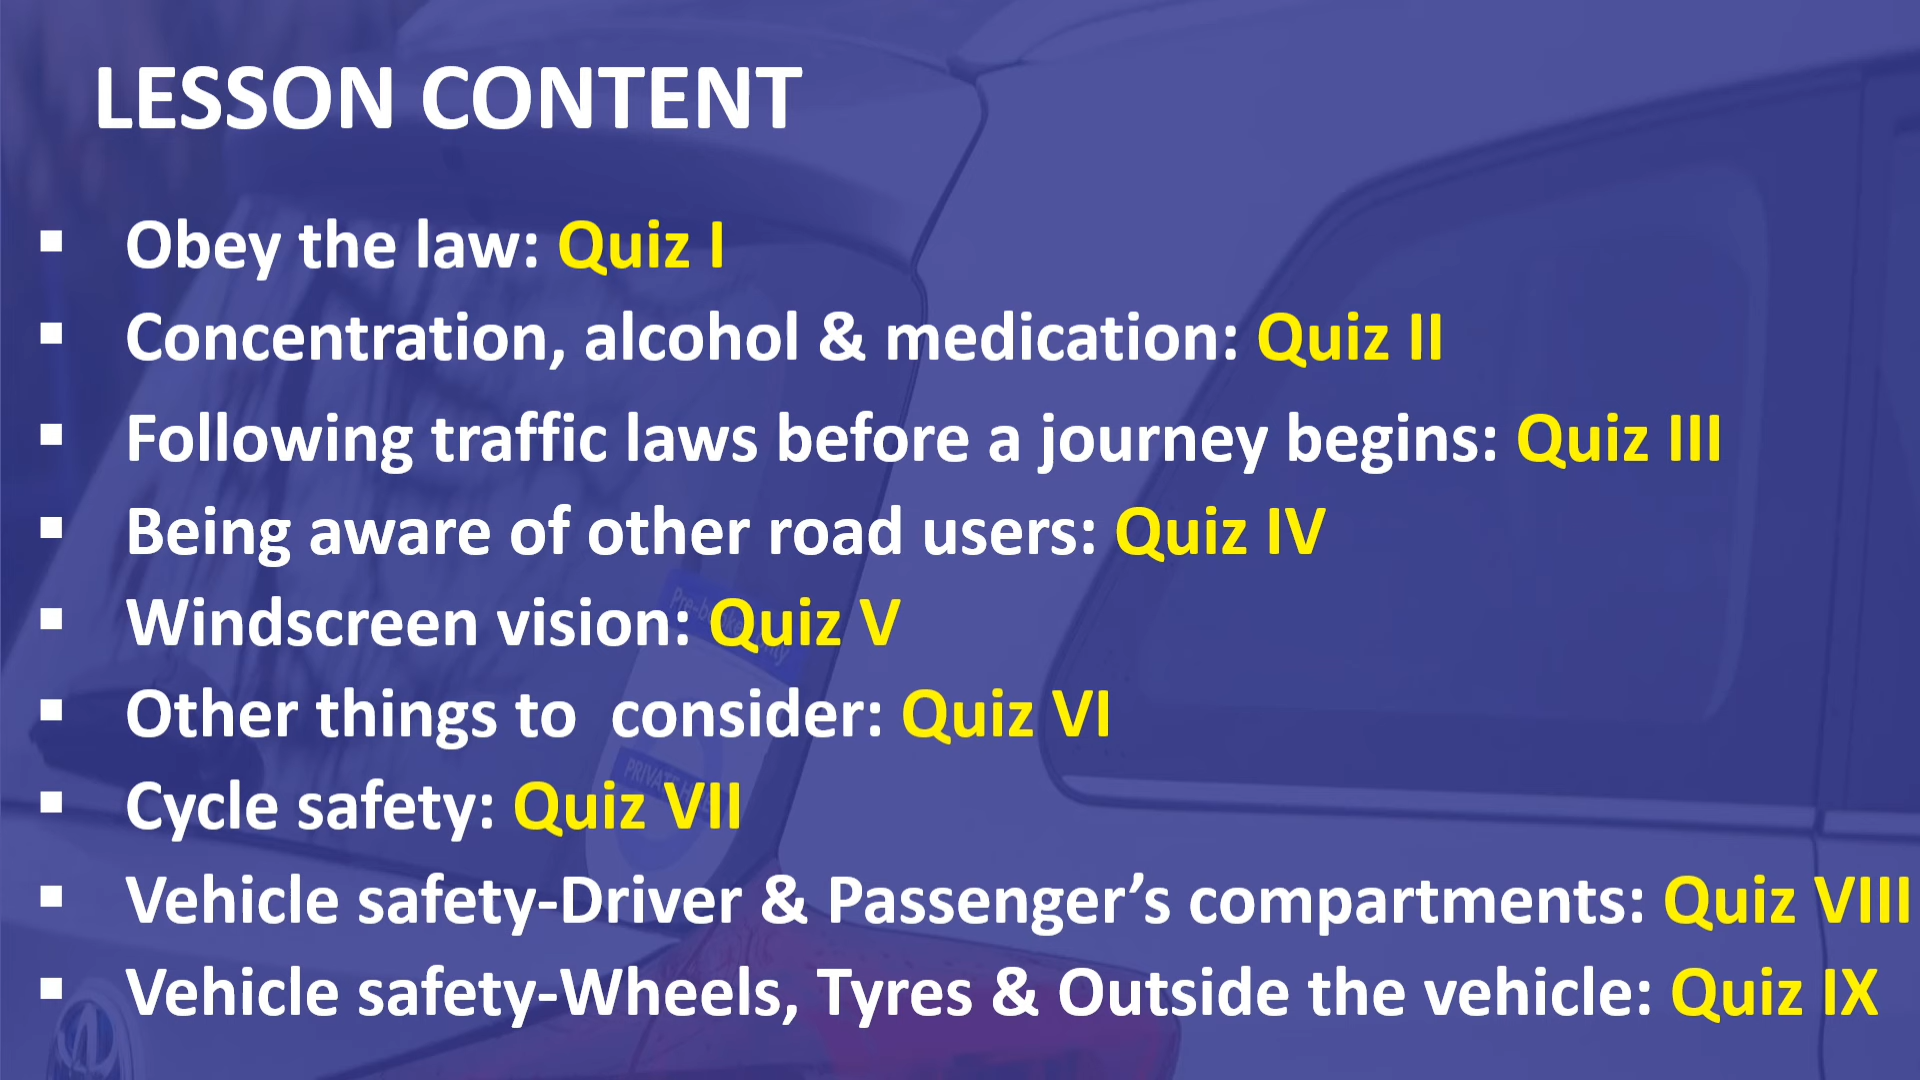 LESSON CONTENT
▪ Obey the law: Quiz I
▪ Concentration, alcohol & medication: Quiz II
▪ Following traffic laws before a journey begins: Quiz III
▪ Being aware of other road users: Quiz IV
▪ Windscreen vision: Quiz V
▪ Other things to consider: Quiz VI
▪ Cycle safety: Quiz VII
▪ Vehicle safety-Driver & Passenger’s compartments: Quiz VIII
▪ Vehicle safety-Wheels, Tyres & Outside the vehicle: Quiz IX